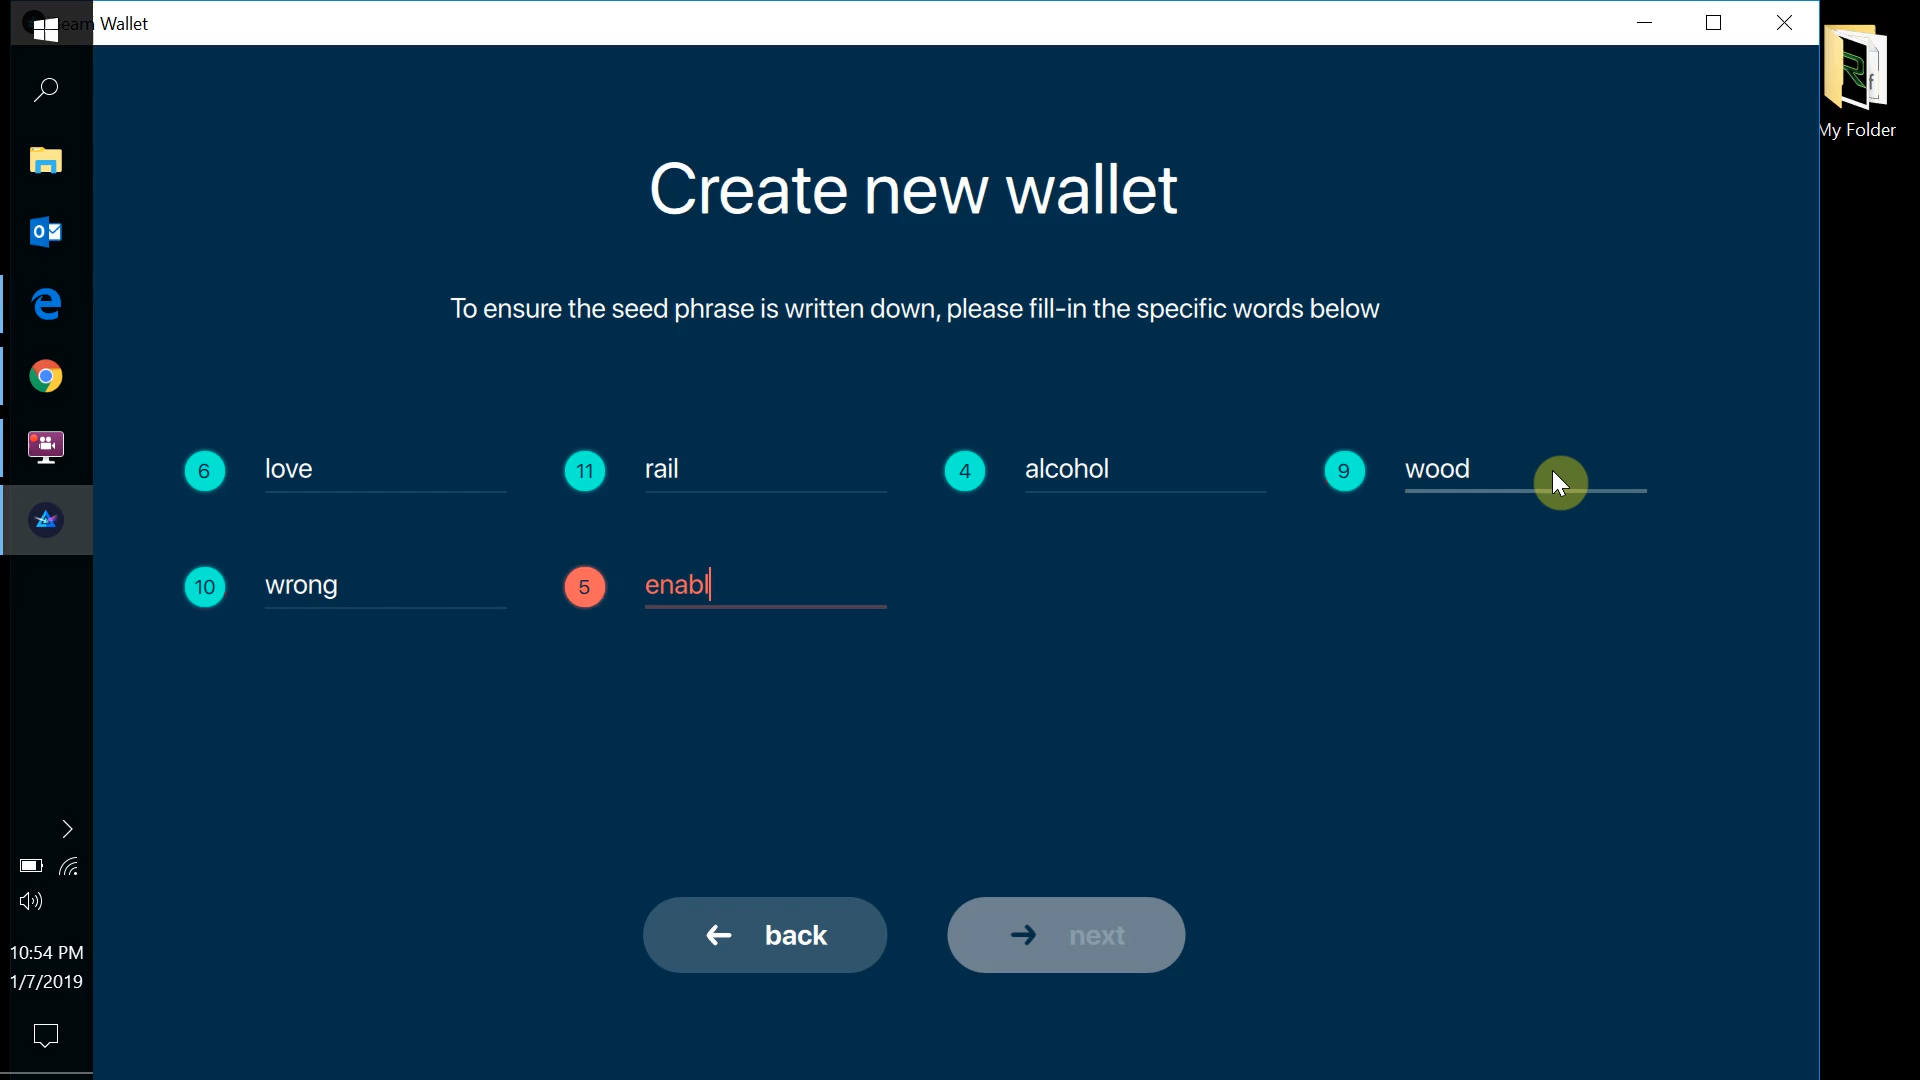 eam Wallet
My Folder
Create new wallet
To ensure the seed phrase is written down, please fill-in the specific words below
6 love 11 rail 4 alcohol 9 wood
10 wrong 5 enabl
back next
10:54 PM
1/7/2019